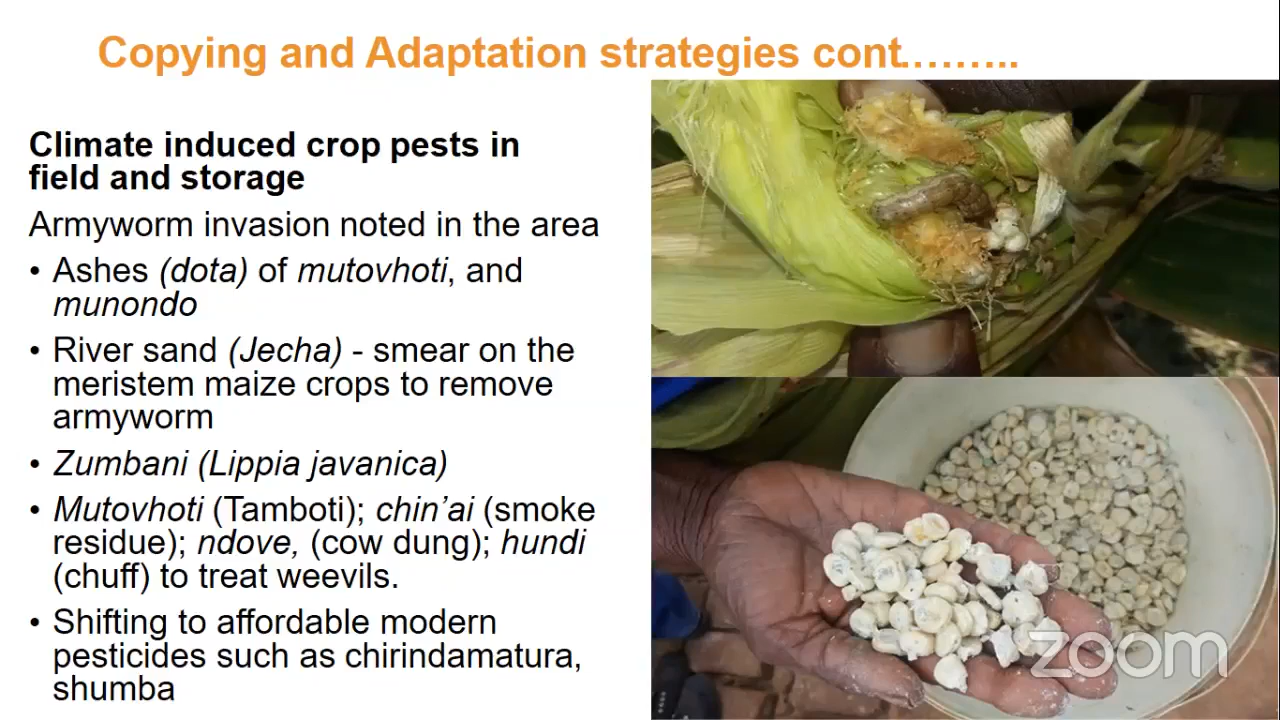 Copying and Adaptation strategies cont.……..
Climate induced crop pests in
field and storage
Armyworm invasion noted in the area
• Ashes (dota) of mutovhoti, and
munondo
• River sand (Jecha) - smear on the
meristem maize crops to remove
armyworm
• Zumbani (Lippia javanica)
• Mutovhoti (Tamboti); chin’ai (smoke
residue); ndove, (cow dung); hundi
(chuff) to treat weevils.
• Shifting to affordable modern
pesticides such as chirindamatura,
shumba
zoom